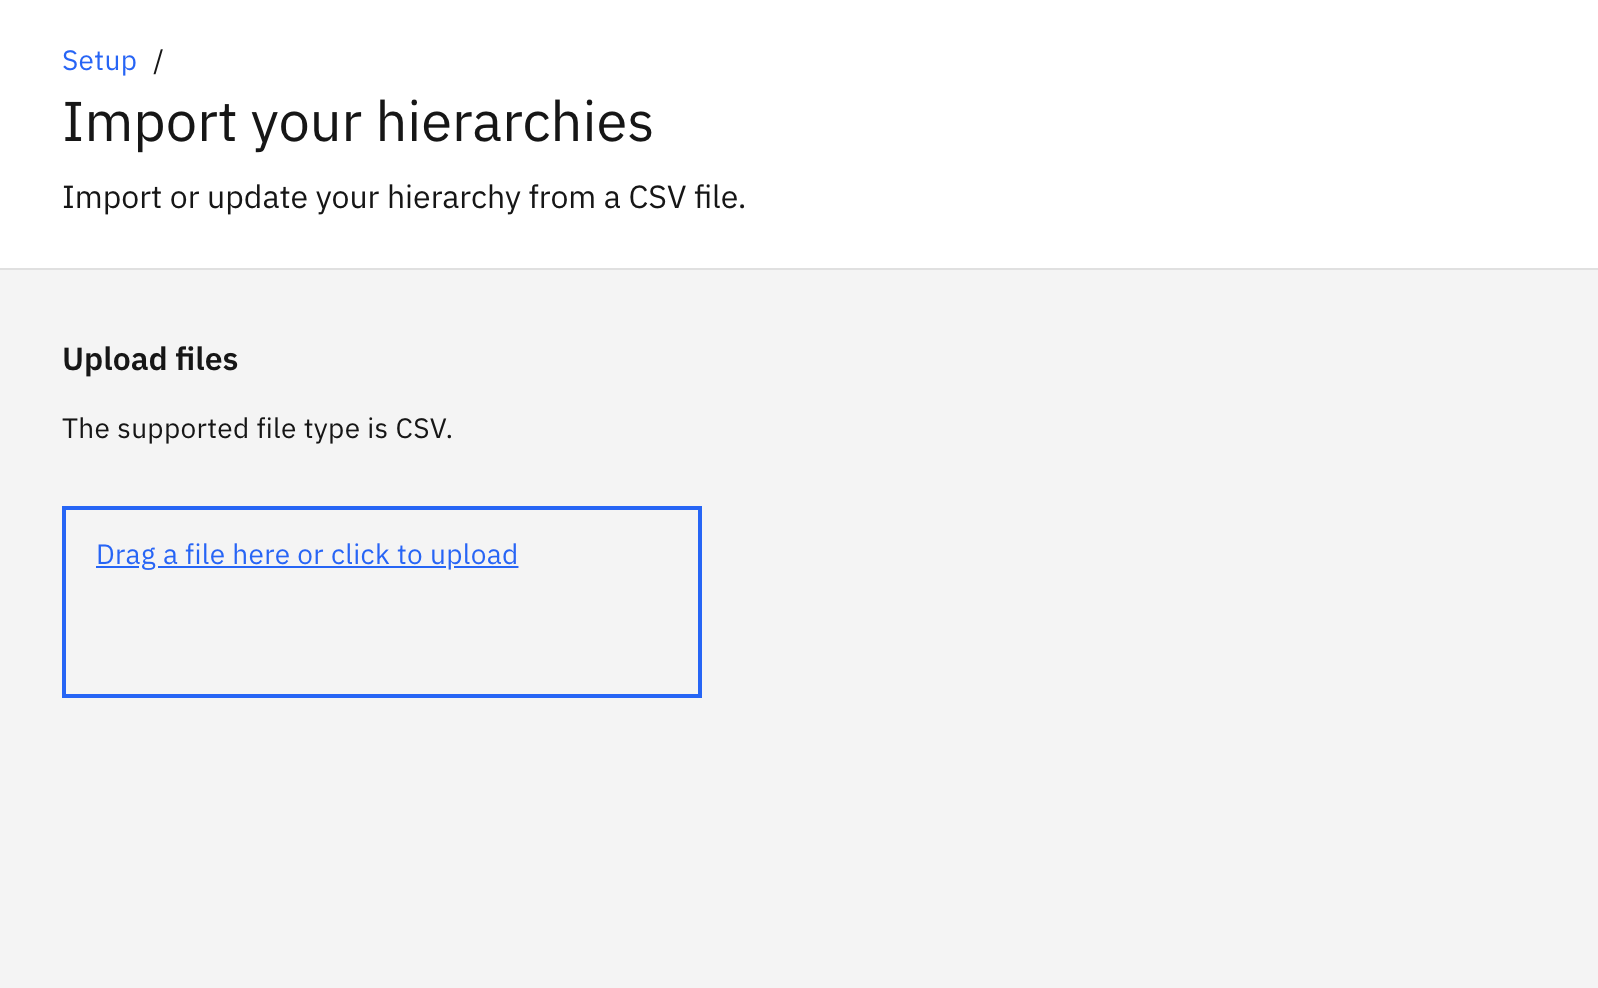 Setup /
Import your hierarchies
Import or update your hierarchy from a CSV file.
Upload files
The supported file type is CSV.
Drag a file here or click to upload